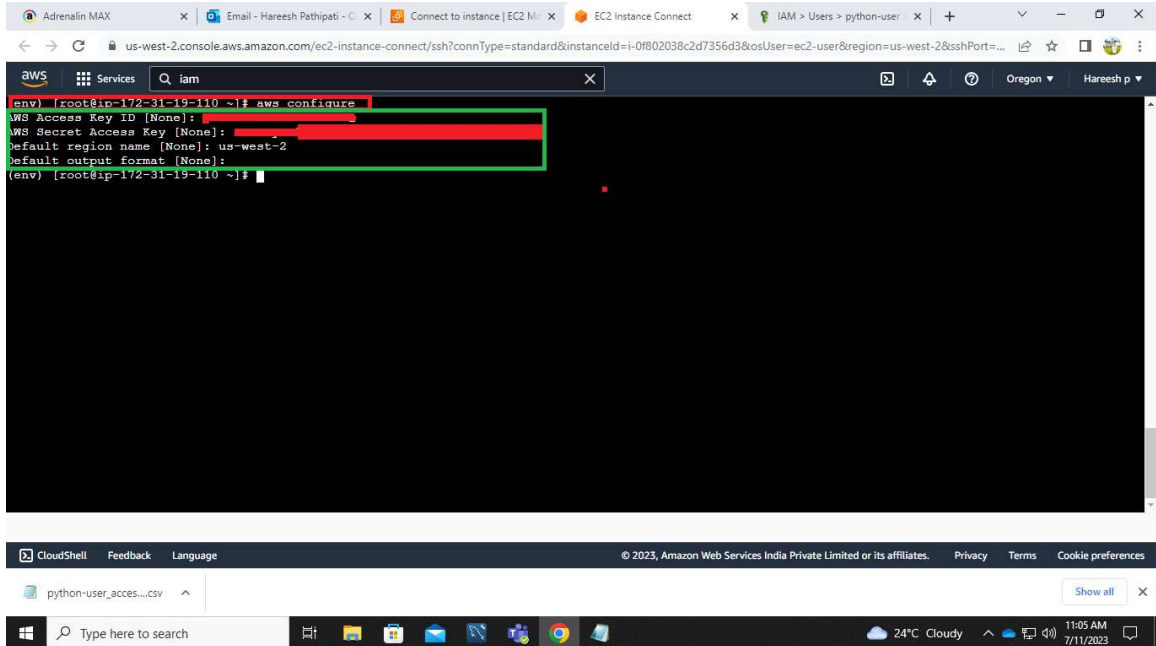 Adrenalin MAX
Email - Hareesh Pathipati - O
Connect to instance | EC2 Ma
EC2 Instance Connect
IAM > Users > python-user
us-west-2.console.aws.amazon.com/ec2-instance-connect/ssh?connType=standard&instanceId=i-0f802038c2d7356d3&osUser=ec2-user&region=us-west-2&sshPort=...
aws Services iam Oregon Hareesh p
(env) [root@ip-172-31-19-110 ~]# aws configure
AWS Access Key ID [None]:
AWS Secret Access Key [None]:
Default region name [None]: us-west-2
Default output format [None]:
(env) [root@ip-172-31-19-110 ~]#
CloudShell Feedback Language © 2023, Amazon Web Services India Private Limited or its affiliates. Privacy Terms Cookie preferences
python-user_acces....csv Show all
Type here to search 24°C Cloudy 11:05 AM
7/11/2023